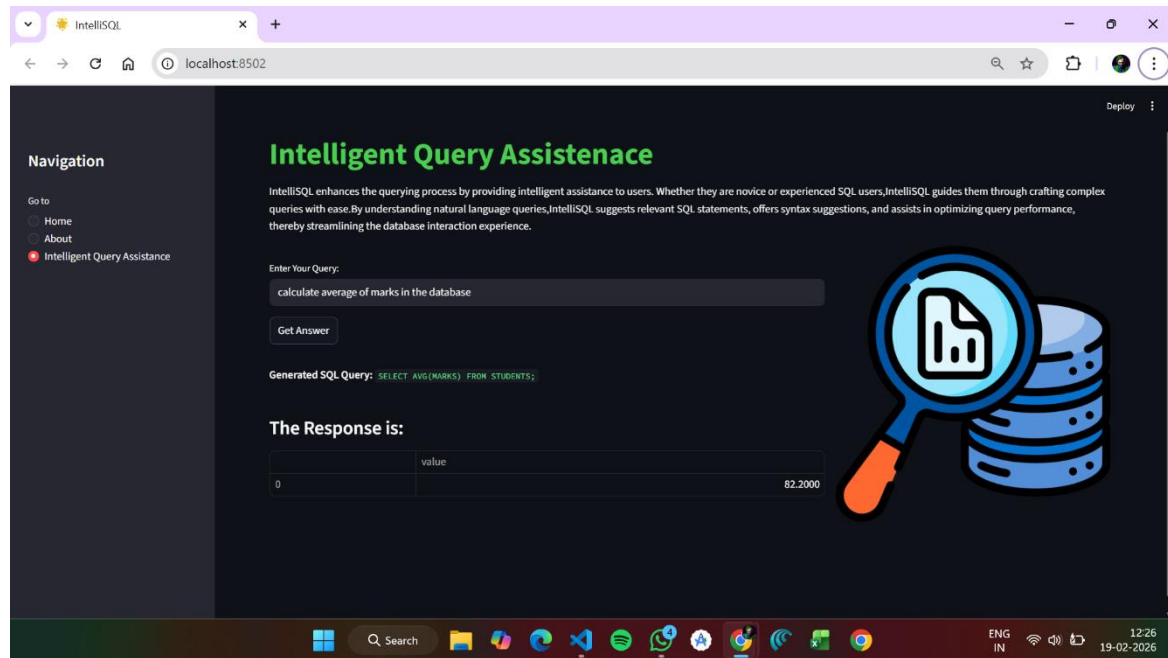 IntelliSQL
localhost:8502
Deploy
Navigation
Go to
Home
About
Intelligent Query Assistance
Intelligent Query Assistenace
IntelliSQL enhances the querying process by providing intelligent assistance to users. Whether they are novice or experienced SQL users,IntelliSQL guides them through crafting complex
queries with ease.By understanding natural language queries,IntelliSQL suggests relevant SQL statements, offers syntax suggestions, and assists in optimizing query performance,
thereby streamlining the database interaction experience.
Enter Your Query:
calculate average of marks in the database
Get Answer
Generated SQL Query: SELECT AVG(MARKS) FROM STUDENTS;
The Response is:
value
0 82.2000
Search
4
ENG
IN
12:26
19-02-2026